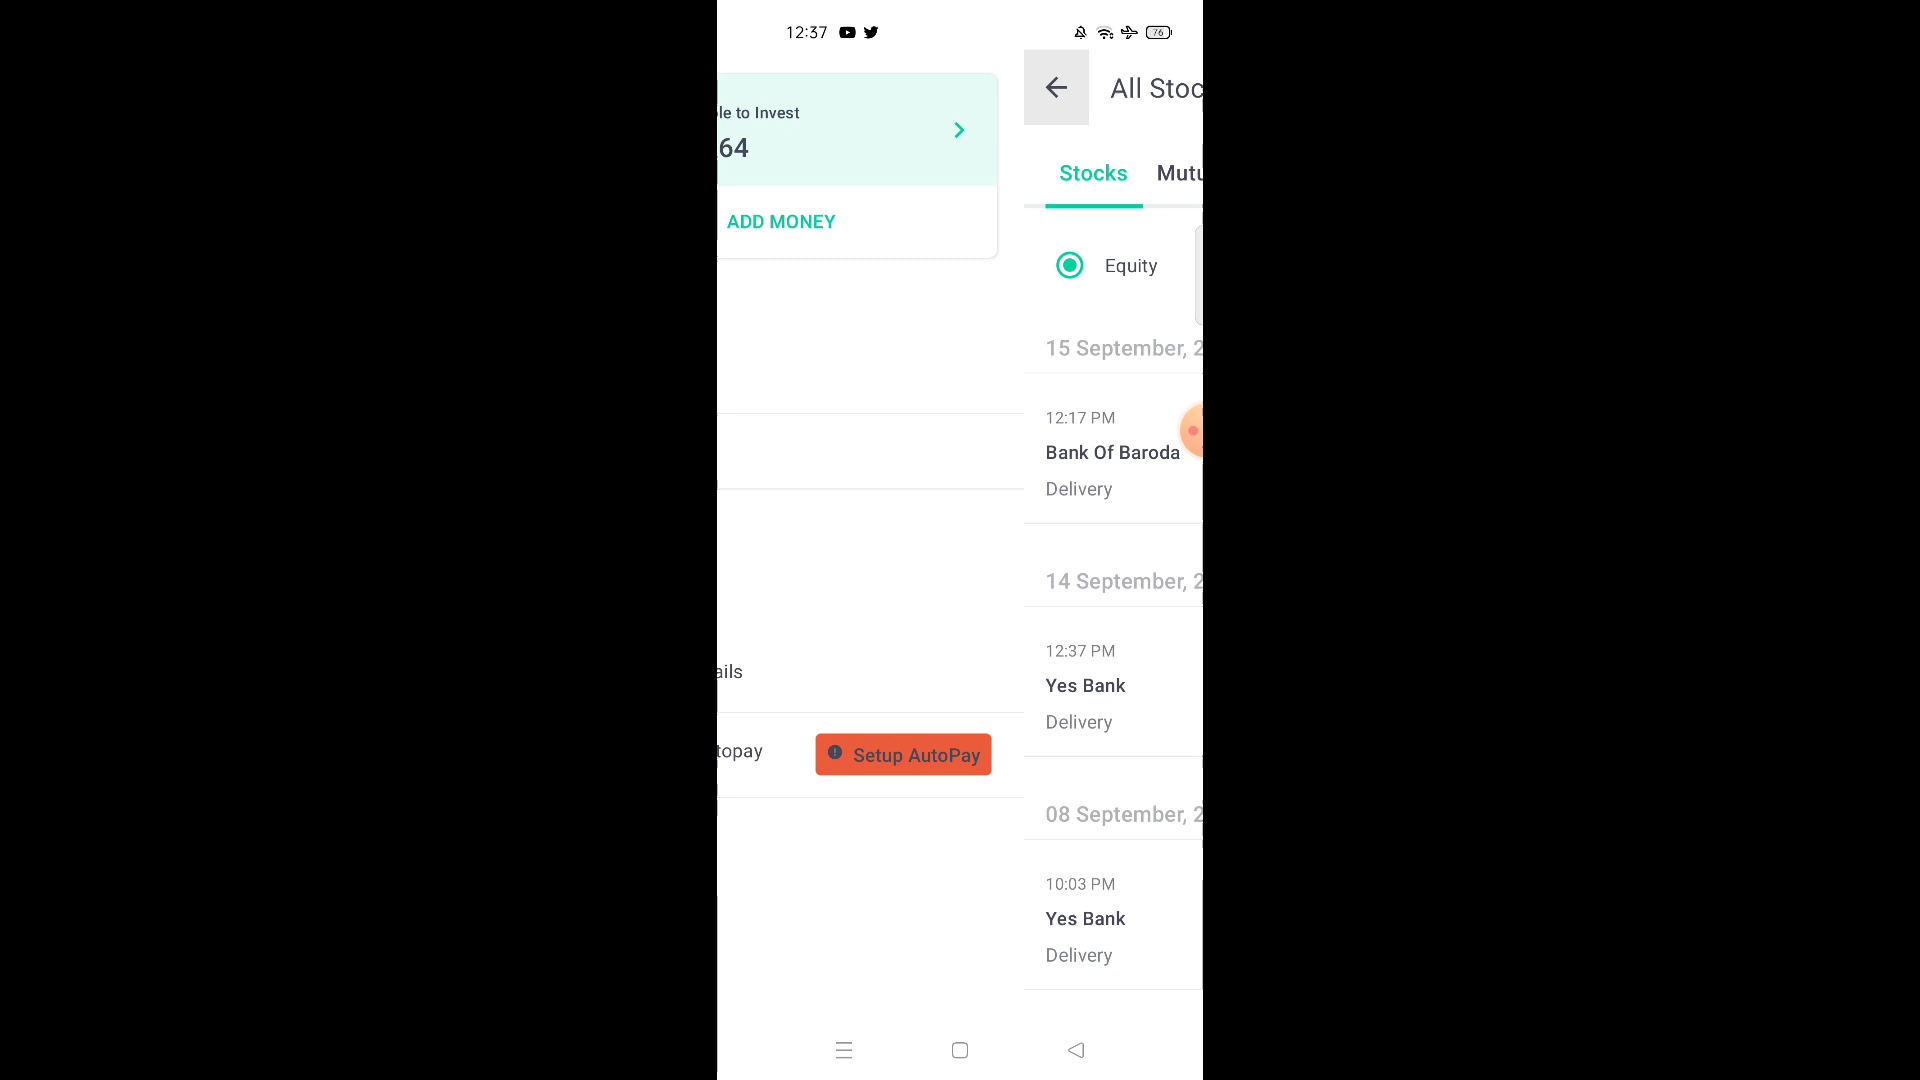 12:37
76
le to Invest
64
ADD MONEY
ails
topay
Setup AutoPay
All Stoc
Stocks Mutu
Equity
15 September, 2
12:17 PM
Bank Of Baroda
Delivery
14 September, 2
12:37 PM
Yes Bank
Delivery
08 September, 2
10:03 PM
Yes Bank
Delivery